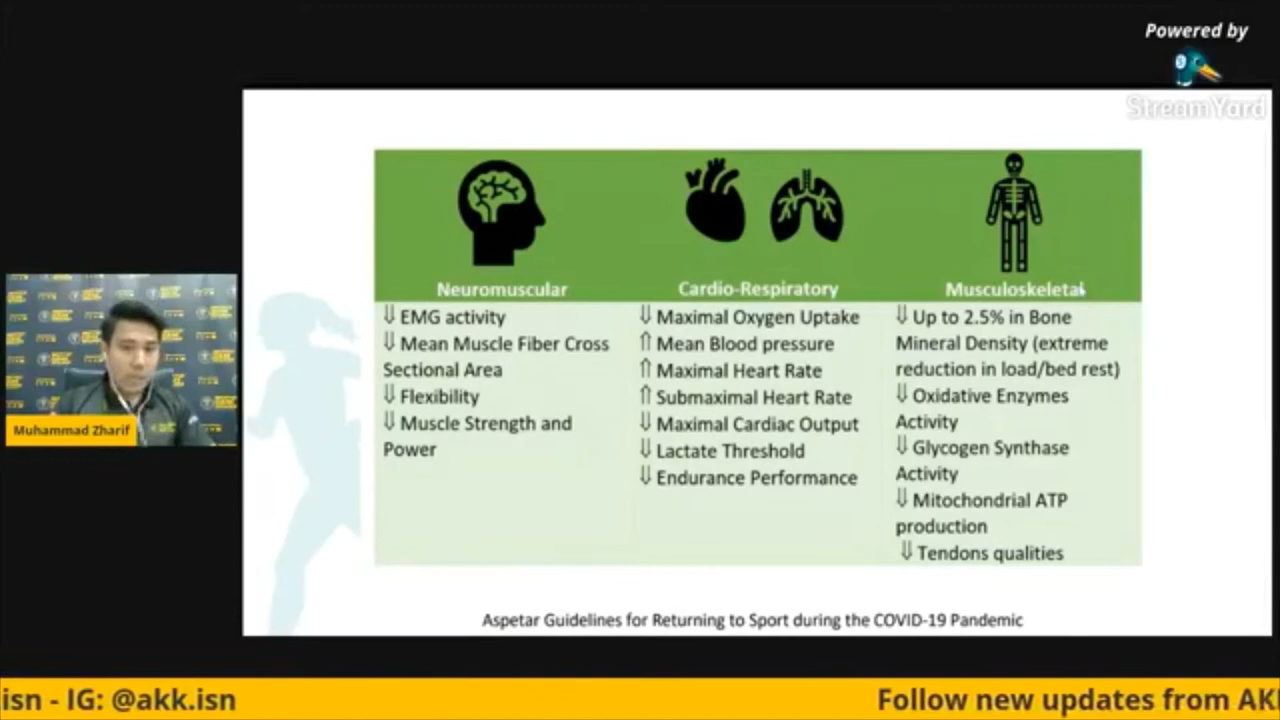 Powered by
StreamYard
Neuromuscular
⇓ EMG activity
⇓ Mean Muscle Fiber Cross
Sectional Area
⇓ Flexibility
⇓ Muscle Strength and
Power
Cardio-Respiratory
⇓ Maximal Oxygen Uptake
⇑ Mean Blood pressure
⇑ Maximal Heart Rate
⇑ Submaximal Heart Rate
⇓ Maximal Cardiac Output
⇓ Lactate Threshold
⇓ Endurance Performance
Musculoskeletal
⇓ Up to 2.5% in Bone
Mineral Density (extreme
reduction in load/bed rest)
⇓ Oxidative Enzymes
Activity
⇓ Glycogen Synthase
Activity
⇓ Mitochondrial ATP
production
⇓ Tendons qualities
Muhammad Zharif
Aspetar Guidelines for Returning to Sport during the COVID-19 Pandemic
isn - IG: @akk.isn
Follow new updates from AK